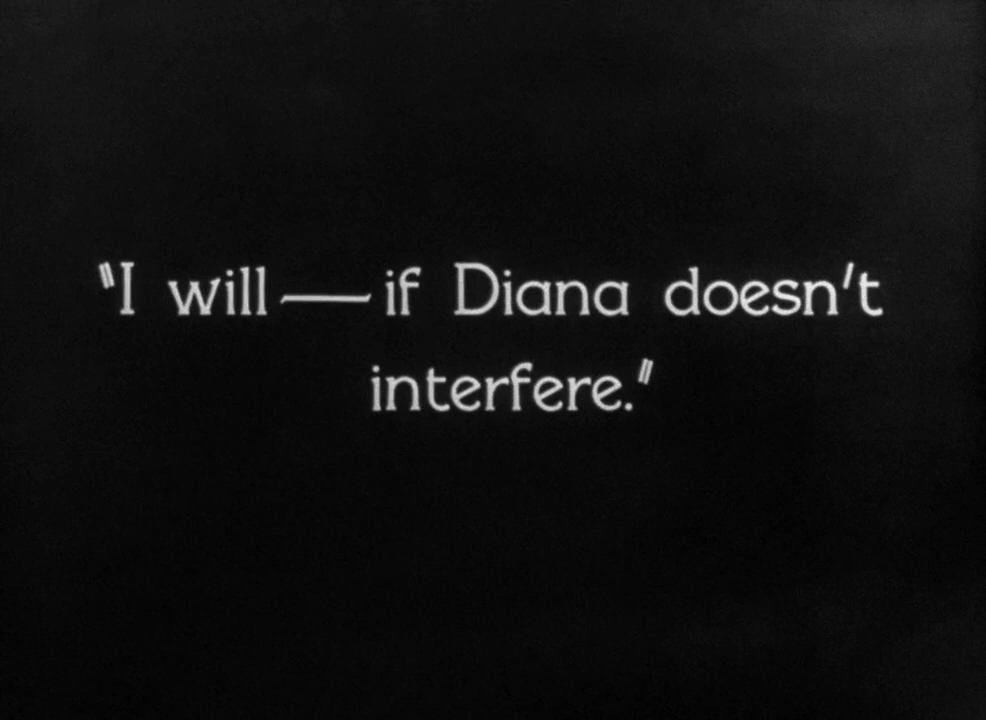 "I will — if Diana doesn't
interfere."